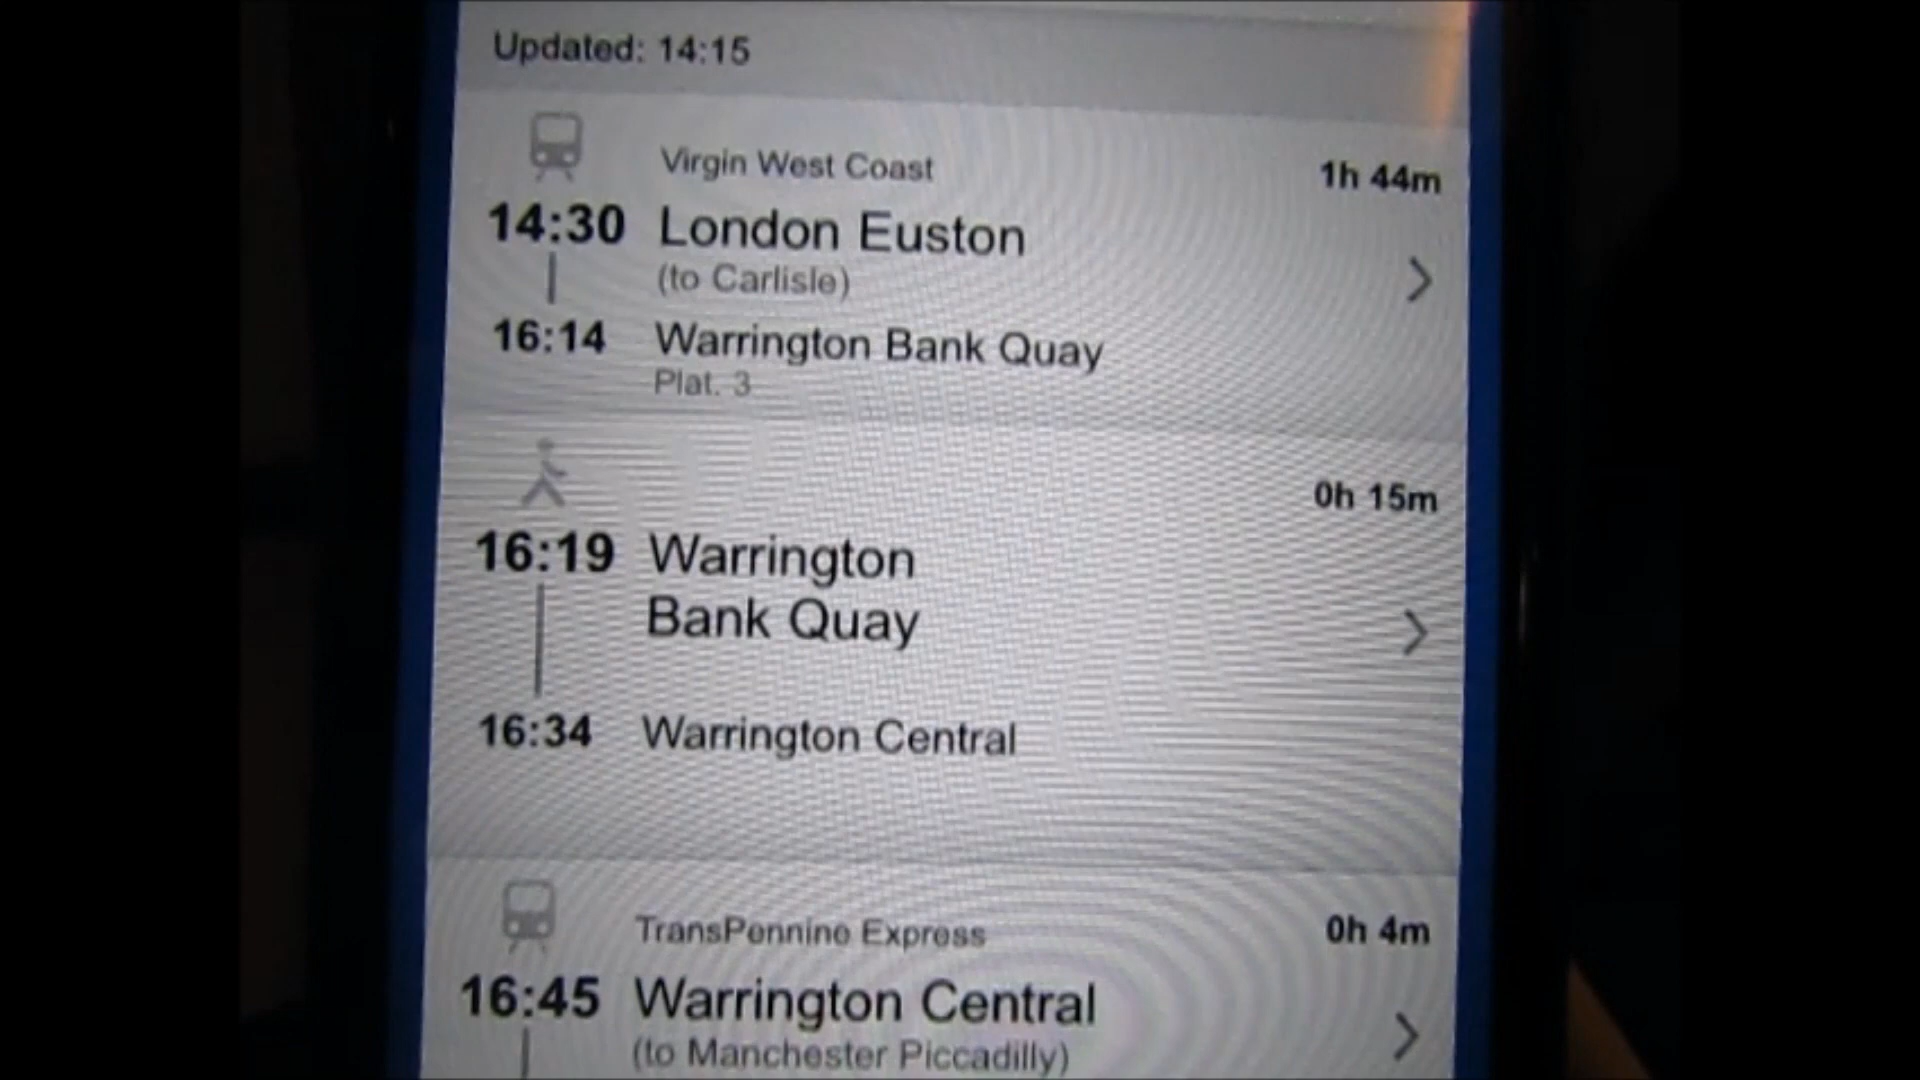 Updated: 14:15
Virgin West Coast
1h 44m
14:30 London Euston
(to Carlisle)
16:14 Warrington Bank Quay
Plat. 3
0h 15m
16:19 Warrington
Bank Quay
16:34 Warrington Central
TransPennine Express
0h 4m
16:45 Warrington Central
(to Manchester Piccadilly)